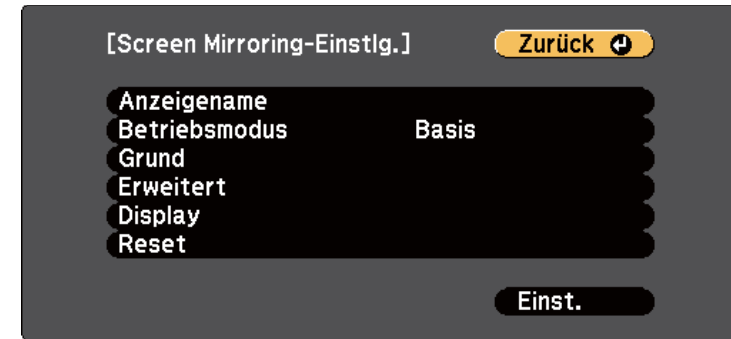 [Screen Mirroring-Einstlg.] Zurück
Anzeigename
Betriebsmodus Basis
Grund
Erweitert
Display
Reset
Einst.